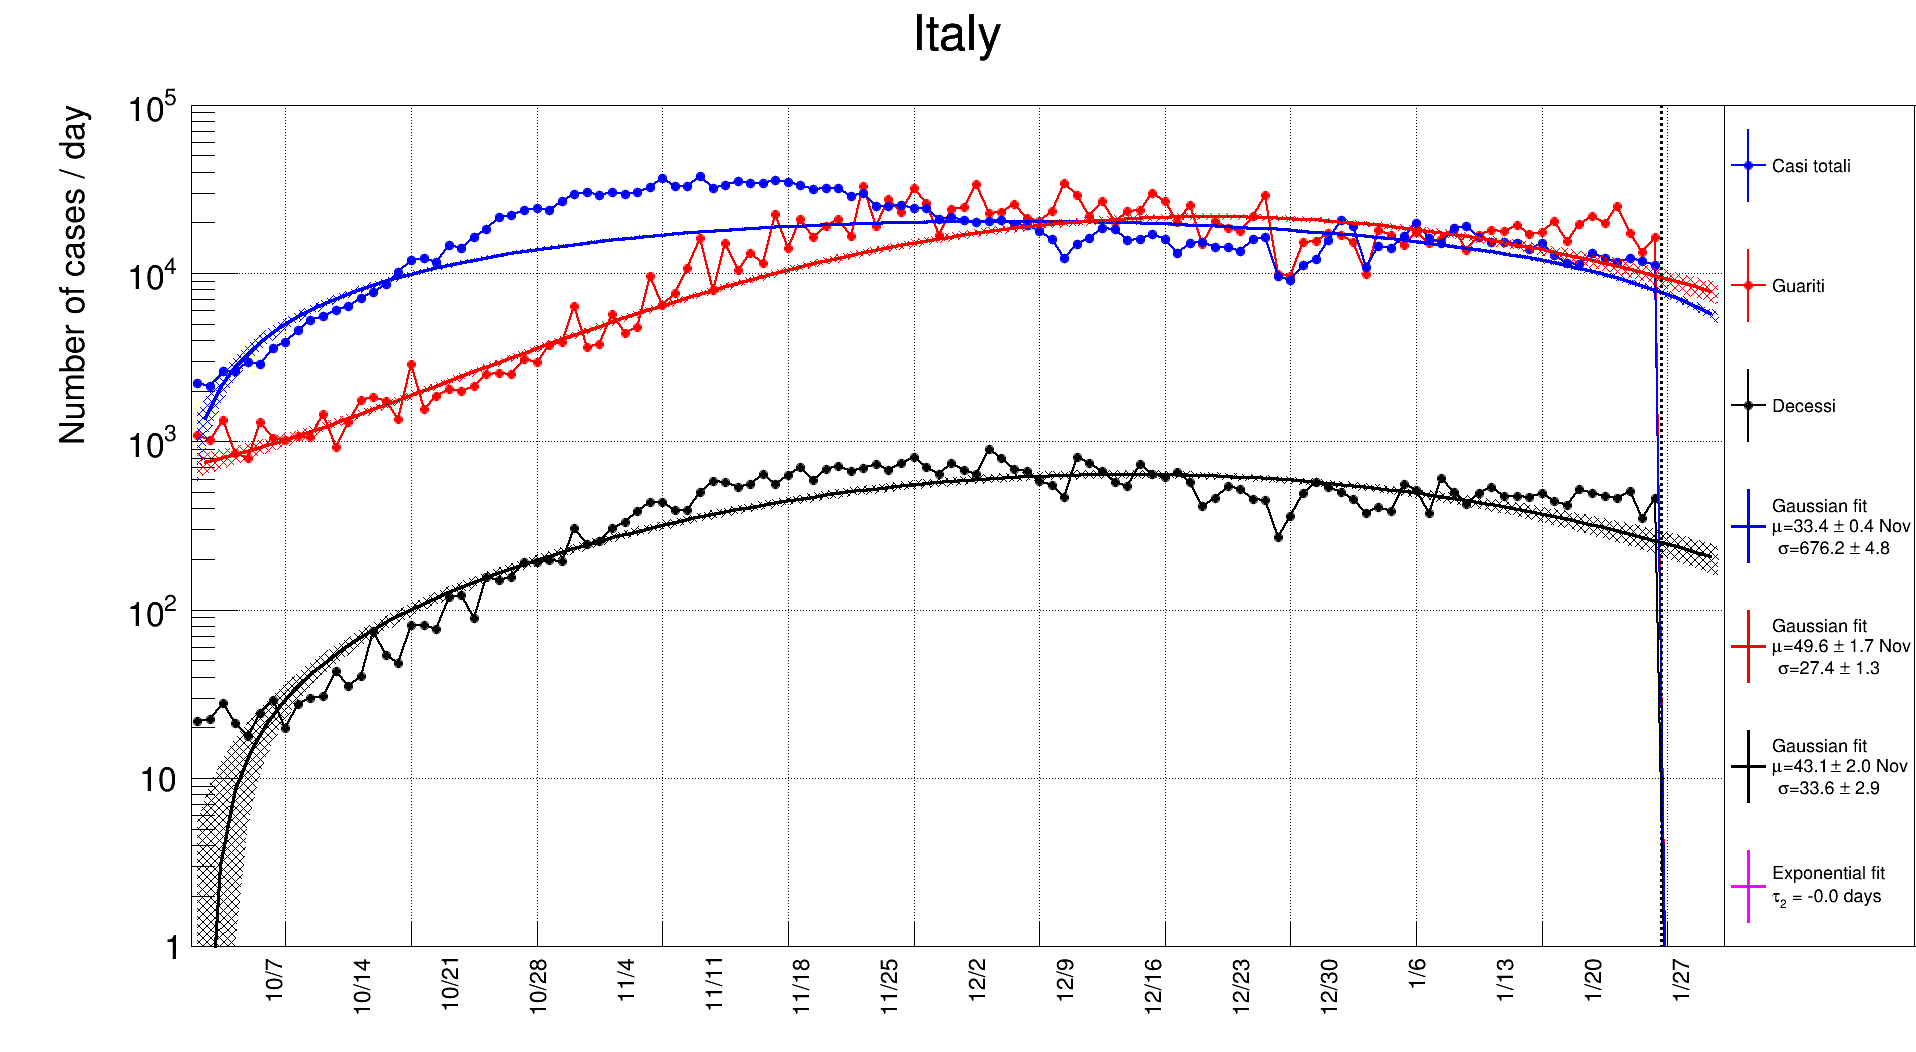 Italy
Number of cases / day
10⁵
10⁴
10³
10²
10
1
10/7
10/14
10/21
10/28
11/4
11/11
11/18
11/25
12/2
12/9
12/16
12/23
12/30
1/6
1/13
1/20
1/27
Casi totali
Guariti
Decessi
Gaussian fit
μ=33.4 ± 0.4 Nov
σ=676.2 ± 4.8
Gaussian fit
μ=49.6 ± 1.7 Nov
σ=27.4 ± 1.3
Gaussian fit
μ=43.1 ± 2.0 Nov
σ=33.6 ± 2.9
Exponential fit
τ₂ = -0.0 days